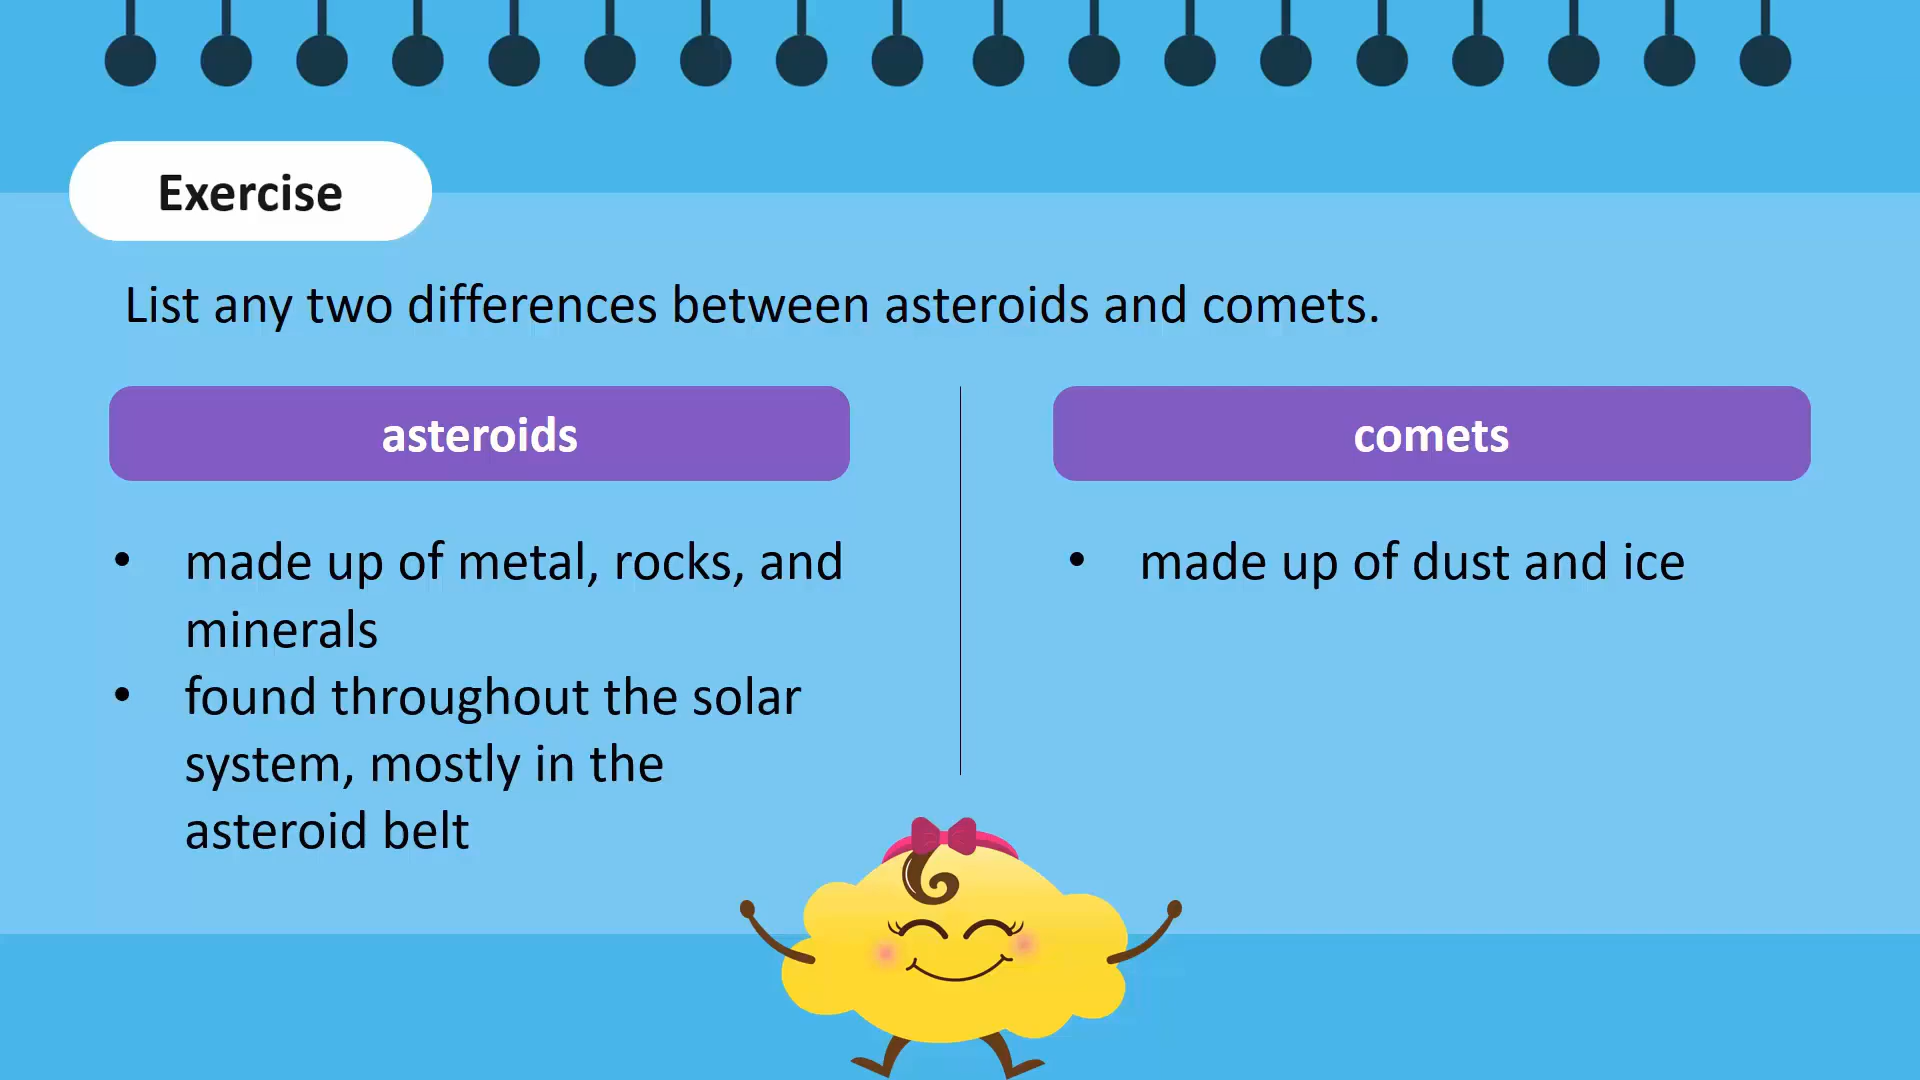 Exercise
List any two differences between asteroids and comets.
asteroids
• made up of metal, rocks, and
minerals
• found throughout the solar
system, mostly in the
asteroid belt
comets
• made up of dust and ice